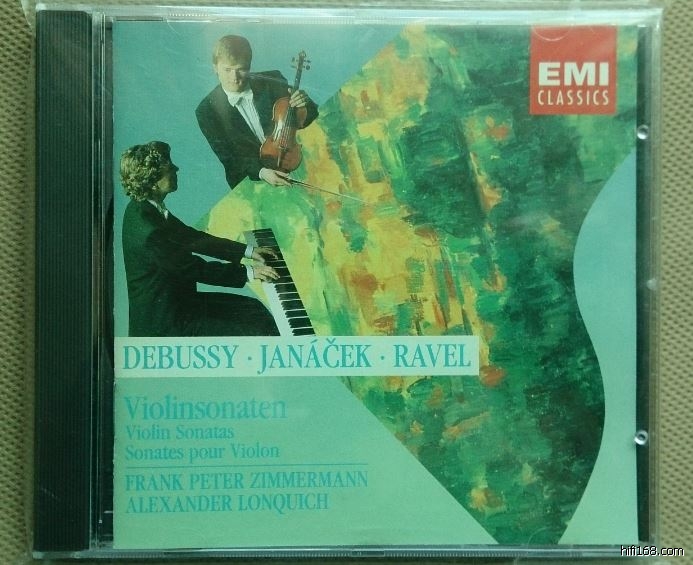 EMI
CLASSICS
DEBUSSY · JANÁČEK · RAVEL
Violinsonaten
Violin Sonatas
Sonates pour Violon
FRANK PETER ZIMMERMANN
ALEXANDER LONQUICH
hifi168.com